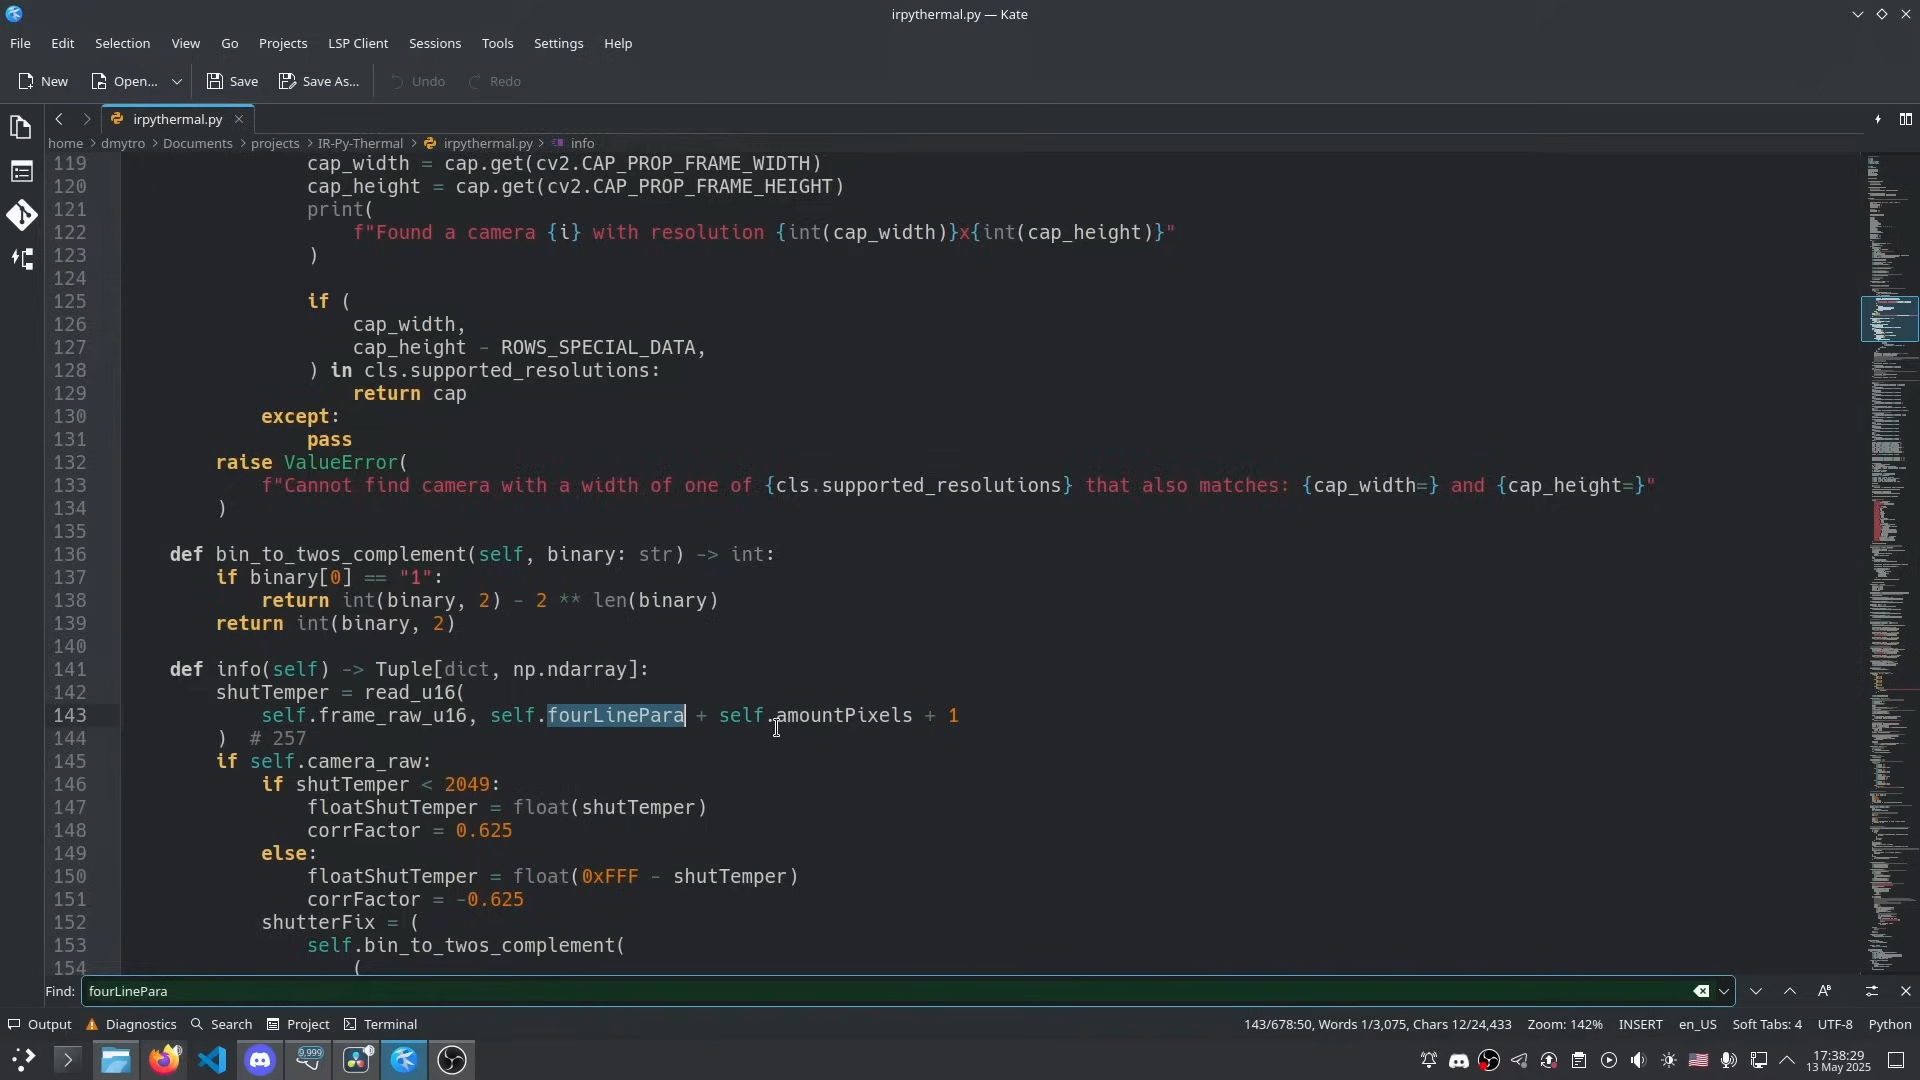 irpythermal.py — Kate
File Edit Selection View Go Projects LSP Client Sessions Tools Settings Help
New Open... Save Save As... Undo Redo
irpythermal.py
home dmytro Documents projects IR-Py-Thermal irpythermal.py info
119 cap_width = cap.get(cv2.CAP_PROP_FRAME_WIDTH)
120 cap_height = cap.get(cv2.CAP_PROP_FRAME_HEIGHT)
121 print(
122 f"Found a camera {i} with resolution {int(cap_width)}x{int(cap_height)}"
123 )
124
125 if (
126 cap_width,
127 cap_height - ROWS_SPECIAL_DATA,
128 ) in cls.supported_resolutions:
129 return cap
130 except:
131 pass
132 raise ValueError(
133 f"Cannot find camera with a width of one of {cls.supported_resolutions} that also matches: {cap_width=} and {cap_height=}"
134 )
135
136 def bin_to_twos_complement(self, binary: str) -> int:
137 if binary[0] == "1":
138 return int(binary, 2) - 2 ** len(binary)
139 return int(binary, 2)
140
141 def info(self) -> Tuple[dict, np.ndarray]:
142 shutTemper = read_u16(
143 self.frame_raw_u16, self.fourLinePara + self.amountPixels + 1
144 ) # 257
145 if self.camera_raw:
146 if shutTemper < 2049:
147 floatShutTemper = float(shutTemper)
148 corrFactor = 0.625
149 else:
150 floatShutTemper = float(0xFFF - shutTemper)
151 corrFactor = -0.625
152 shutterFix = (
153 self.bin_to_twos_complement(
154 (
Find: fourLinePara
Output Diagnostics Search Project Terminal 143/678:50, Words 1/3,075, Chars 12/24,433 Zoom: 142% INSERT en_US Soft Tabs: 4 UTF-8 Python
9,999 17:38:29
13 May 2025